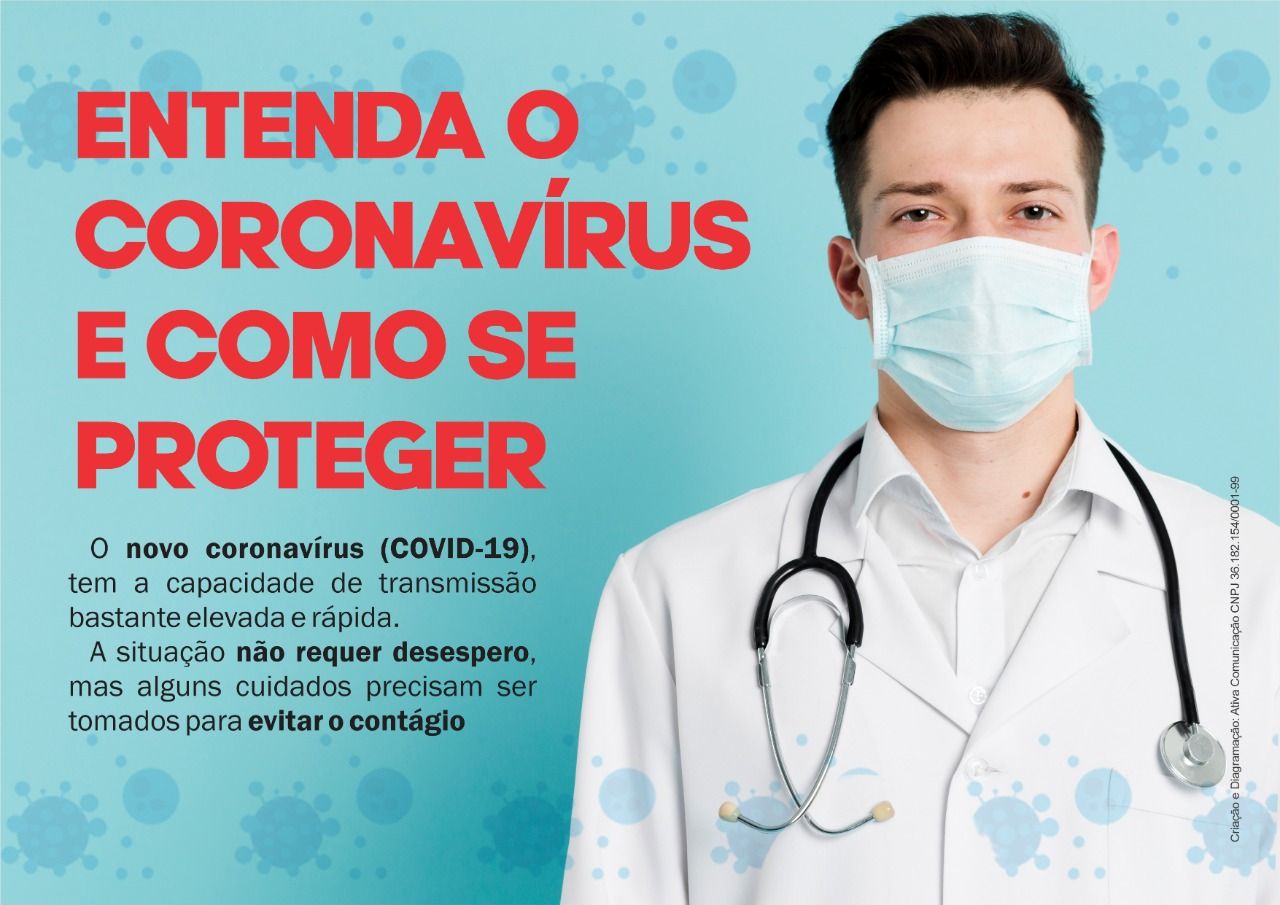 ENTENDA O
CORONAVÍRUS
E COMO SE
PROTEGER
O novo coronavírus (COVID-19),
tem a capacidade de transmissão
bastante elevada e rápida.
A situação não requer desespero,
mas alguns cuidados precisam ser
tomados para evitar o contágio
Criação e Diagramação: Ativa Comunicação CNPJ 36.182.154/0001-99